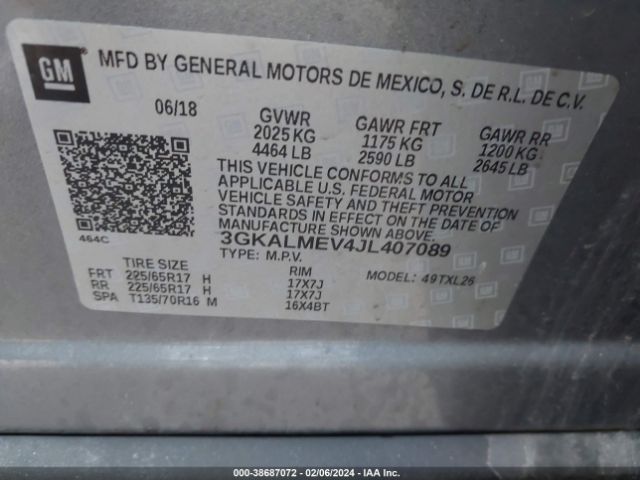 GM
MFD BY GENERAL MOTORS DE MEXICO, S. DE R.L. DE C.V.
06/18 GVWR GAWR FRT GAWR RR
2025 KG 1175 KG 1200 KG
4464 LB 2590 LB 2645 LB
THIS VEHICLE CONFORMS TO ALL
APPLICABLE U.S. FEDERAL MOTOR
VEHICLE SAFETY, BUMPER, AND THEFT
PREVENTION STANDARDS IN
EFFECT ON THE DATE OF
MANUFACTURE SHOWN ABOVE.
464C 3GKALMEV4JL407089
TYPE: M.P.V. MODEL: 49TXL26
TIRE SIZE RIM
FRT 225/65R17 H 17X7J
RR 225/65R17 H 17X7J
SPA T135/70R16 M 16X4BT
000-38687072 — 02/06/2024 — IAA Inc.